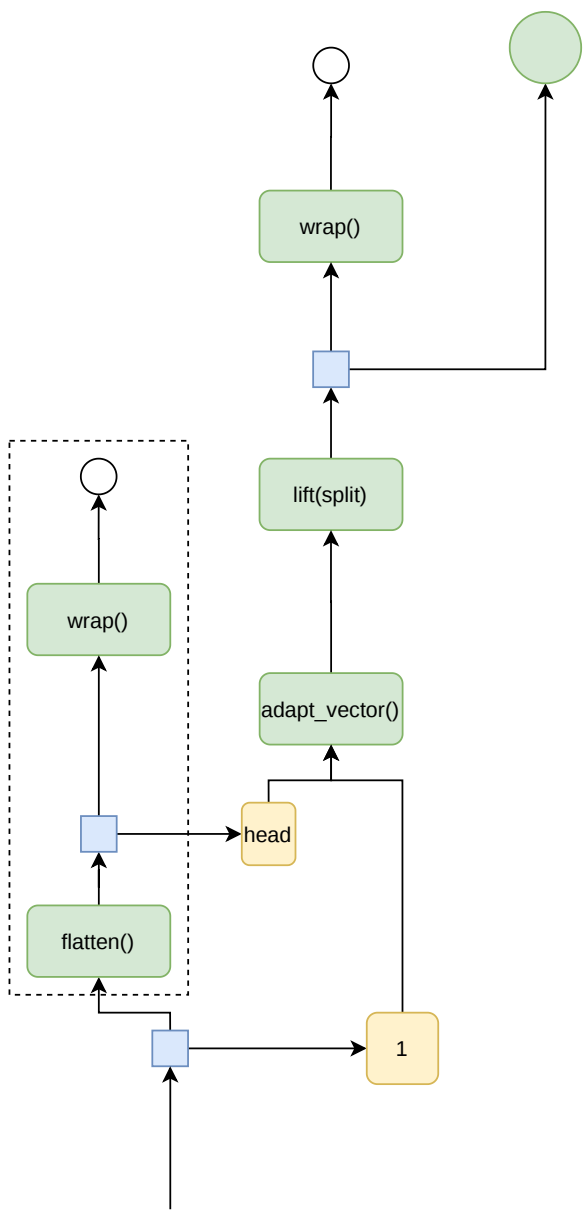 wrap()
lift(split)
wrap()
adapt_vector()
head
flatten()
1